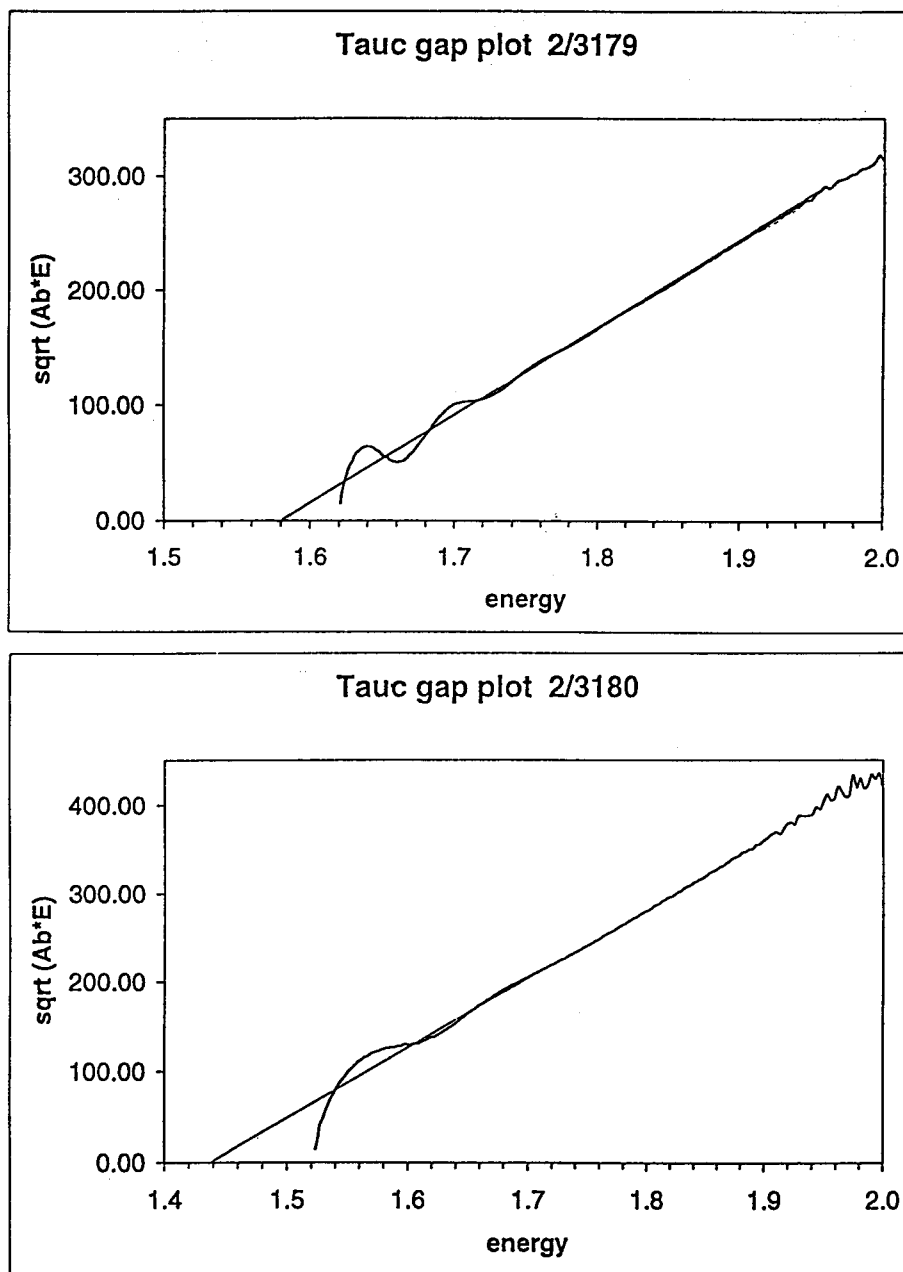 Tauc gap plot 2/3179
300.00
200.00
100.00
0.00
sqrt (Ab*E)
1.5 1.6 1.7 1.8 1.9 2.0
energy
Tauc gap plot 2/3180
400.00
300.00
200.00
100.00
0.00
sqrt (Ab*E)
1.4 1.5 1.6 1.7 1.8 1.9 2.0
energy